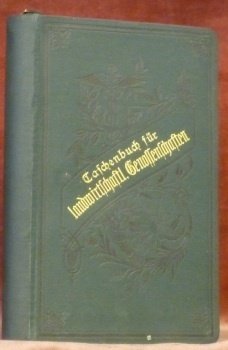 Taschenbuch für
landwirtschaftl. Genossenschaften